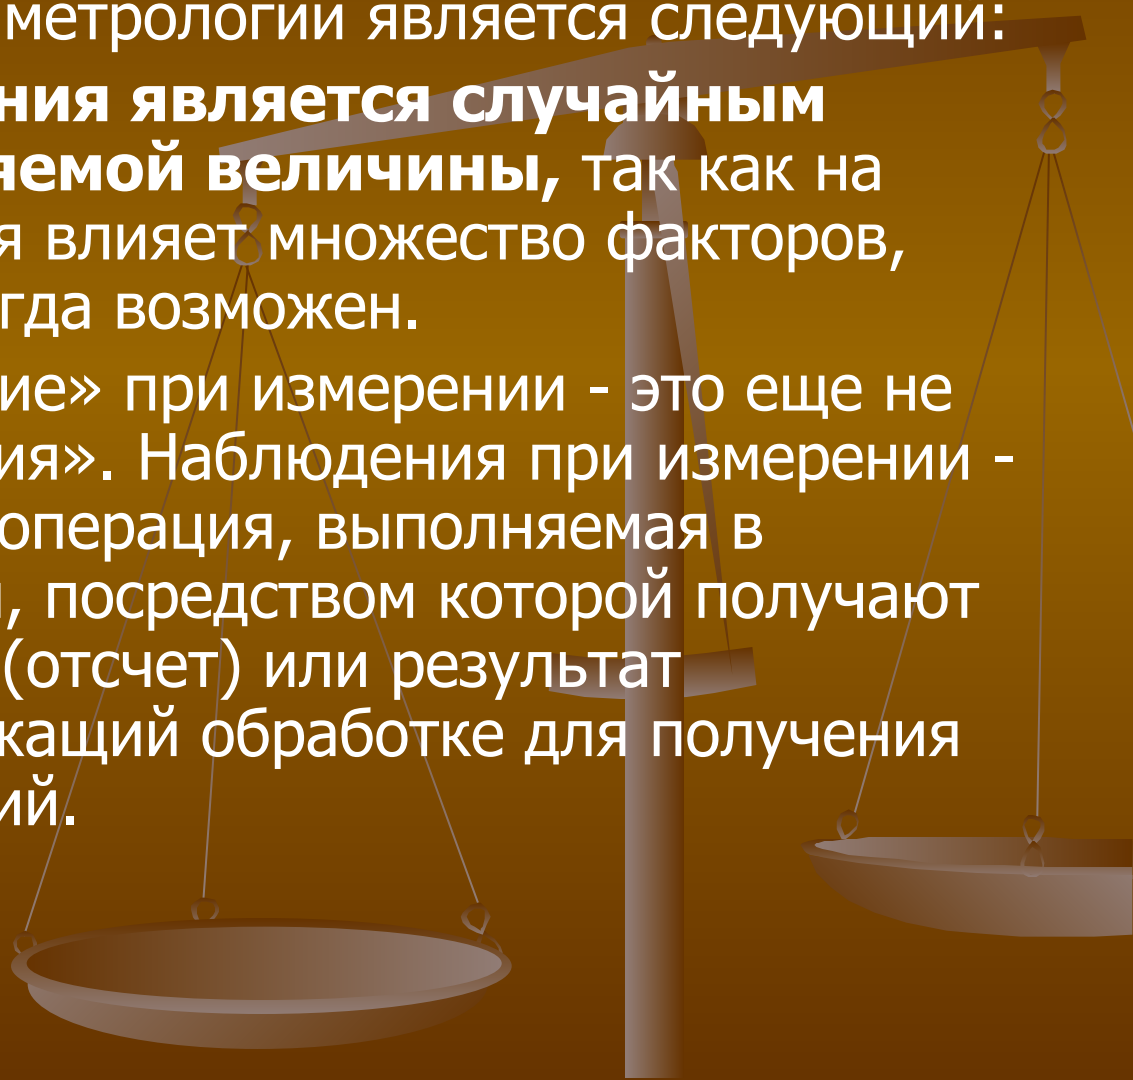 метрологии является следующий:
ния является случайным
яемой величины, так как на
я влияет множество факторов,
гда возможен.
ие» при измерении - это еще не
ия». Наблюдения при измерении -
операция, выполняемая в
, посредством которой получают
(отсчет) или результат
жащий обработке для получения
ий.